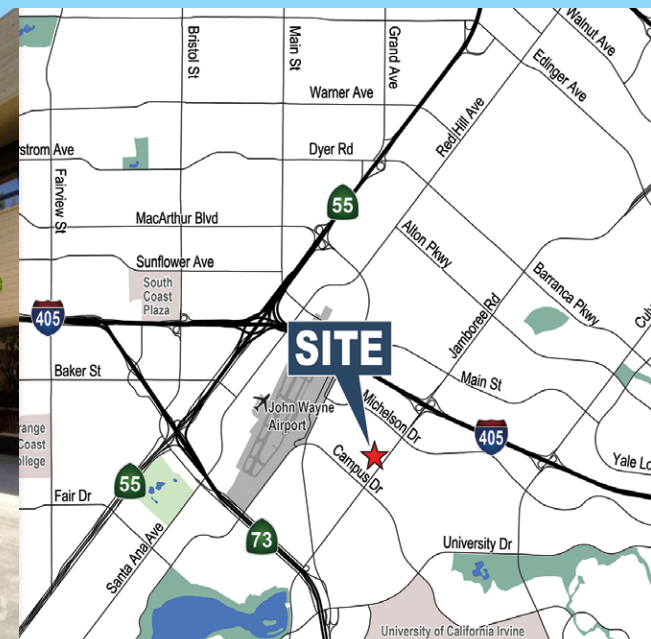 Bristol St
Main St
Grand Ave
Walnut Ave
Edinger Ave
Warner Ave
Red Hill Ave
rstrom Ave
Dyer Rd
Fairview St
55
MacArthur Blvd
Alton Pkwy
Sunflower Ave
Barranca Pkwy
South
Coast
Plaza
405
Jamboree Rd
SITE
Baker St
Main St
John Wayne
Airport
Michelson Dr
range
Coast
ollege
405
Campus Dr
Yale Lo
55
Fair Dr
Santa Ana Ave
73
University Dr
University of California Irvine